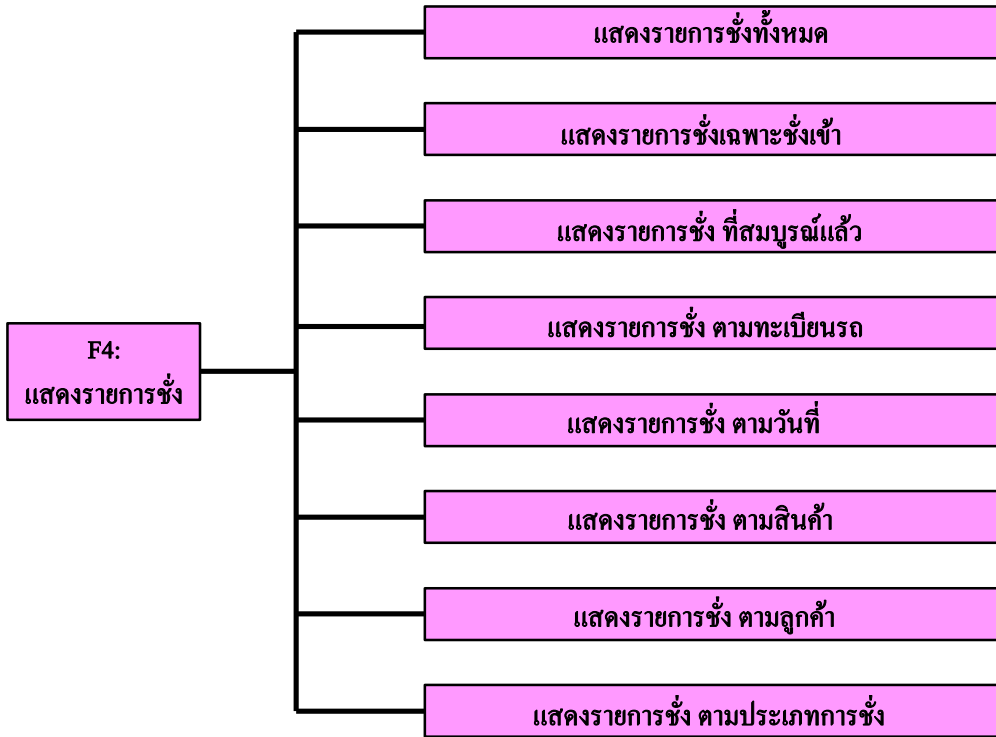 แสดงรายการชั่งทั้งหมด
แสดงรายการชั่งเฉพาะชั่งเข้า
แสดงรายการชั่ง ที่สมบูรณ์แล้ว
แสดงรายการชั่ง ตามทะเบียนรถ
F4:
แสดงรายการชั่ง
แสดงรายการชั่ง ตามวันที่
แสดงรายการชั่ง ตามสินค้า
แสดงรายการชั่ง ตามลูกค้า
แสดงรายการชั่ง ตามประเภทการชั่ง